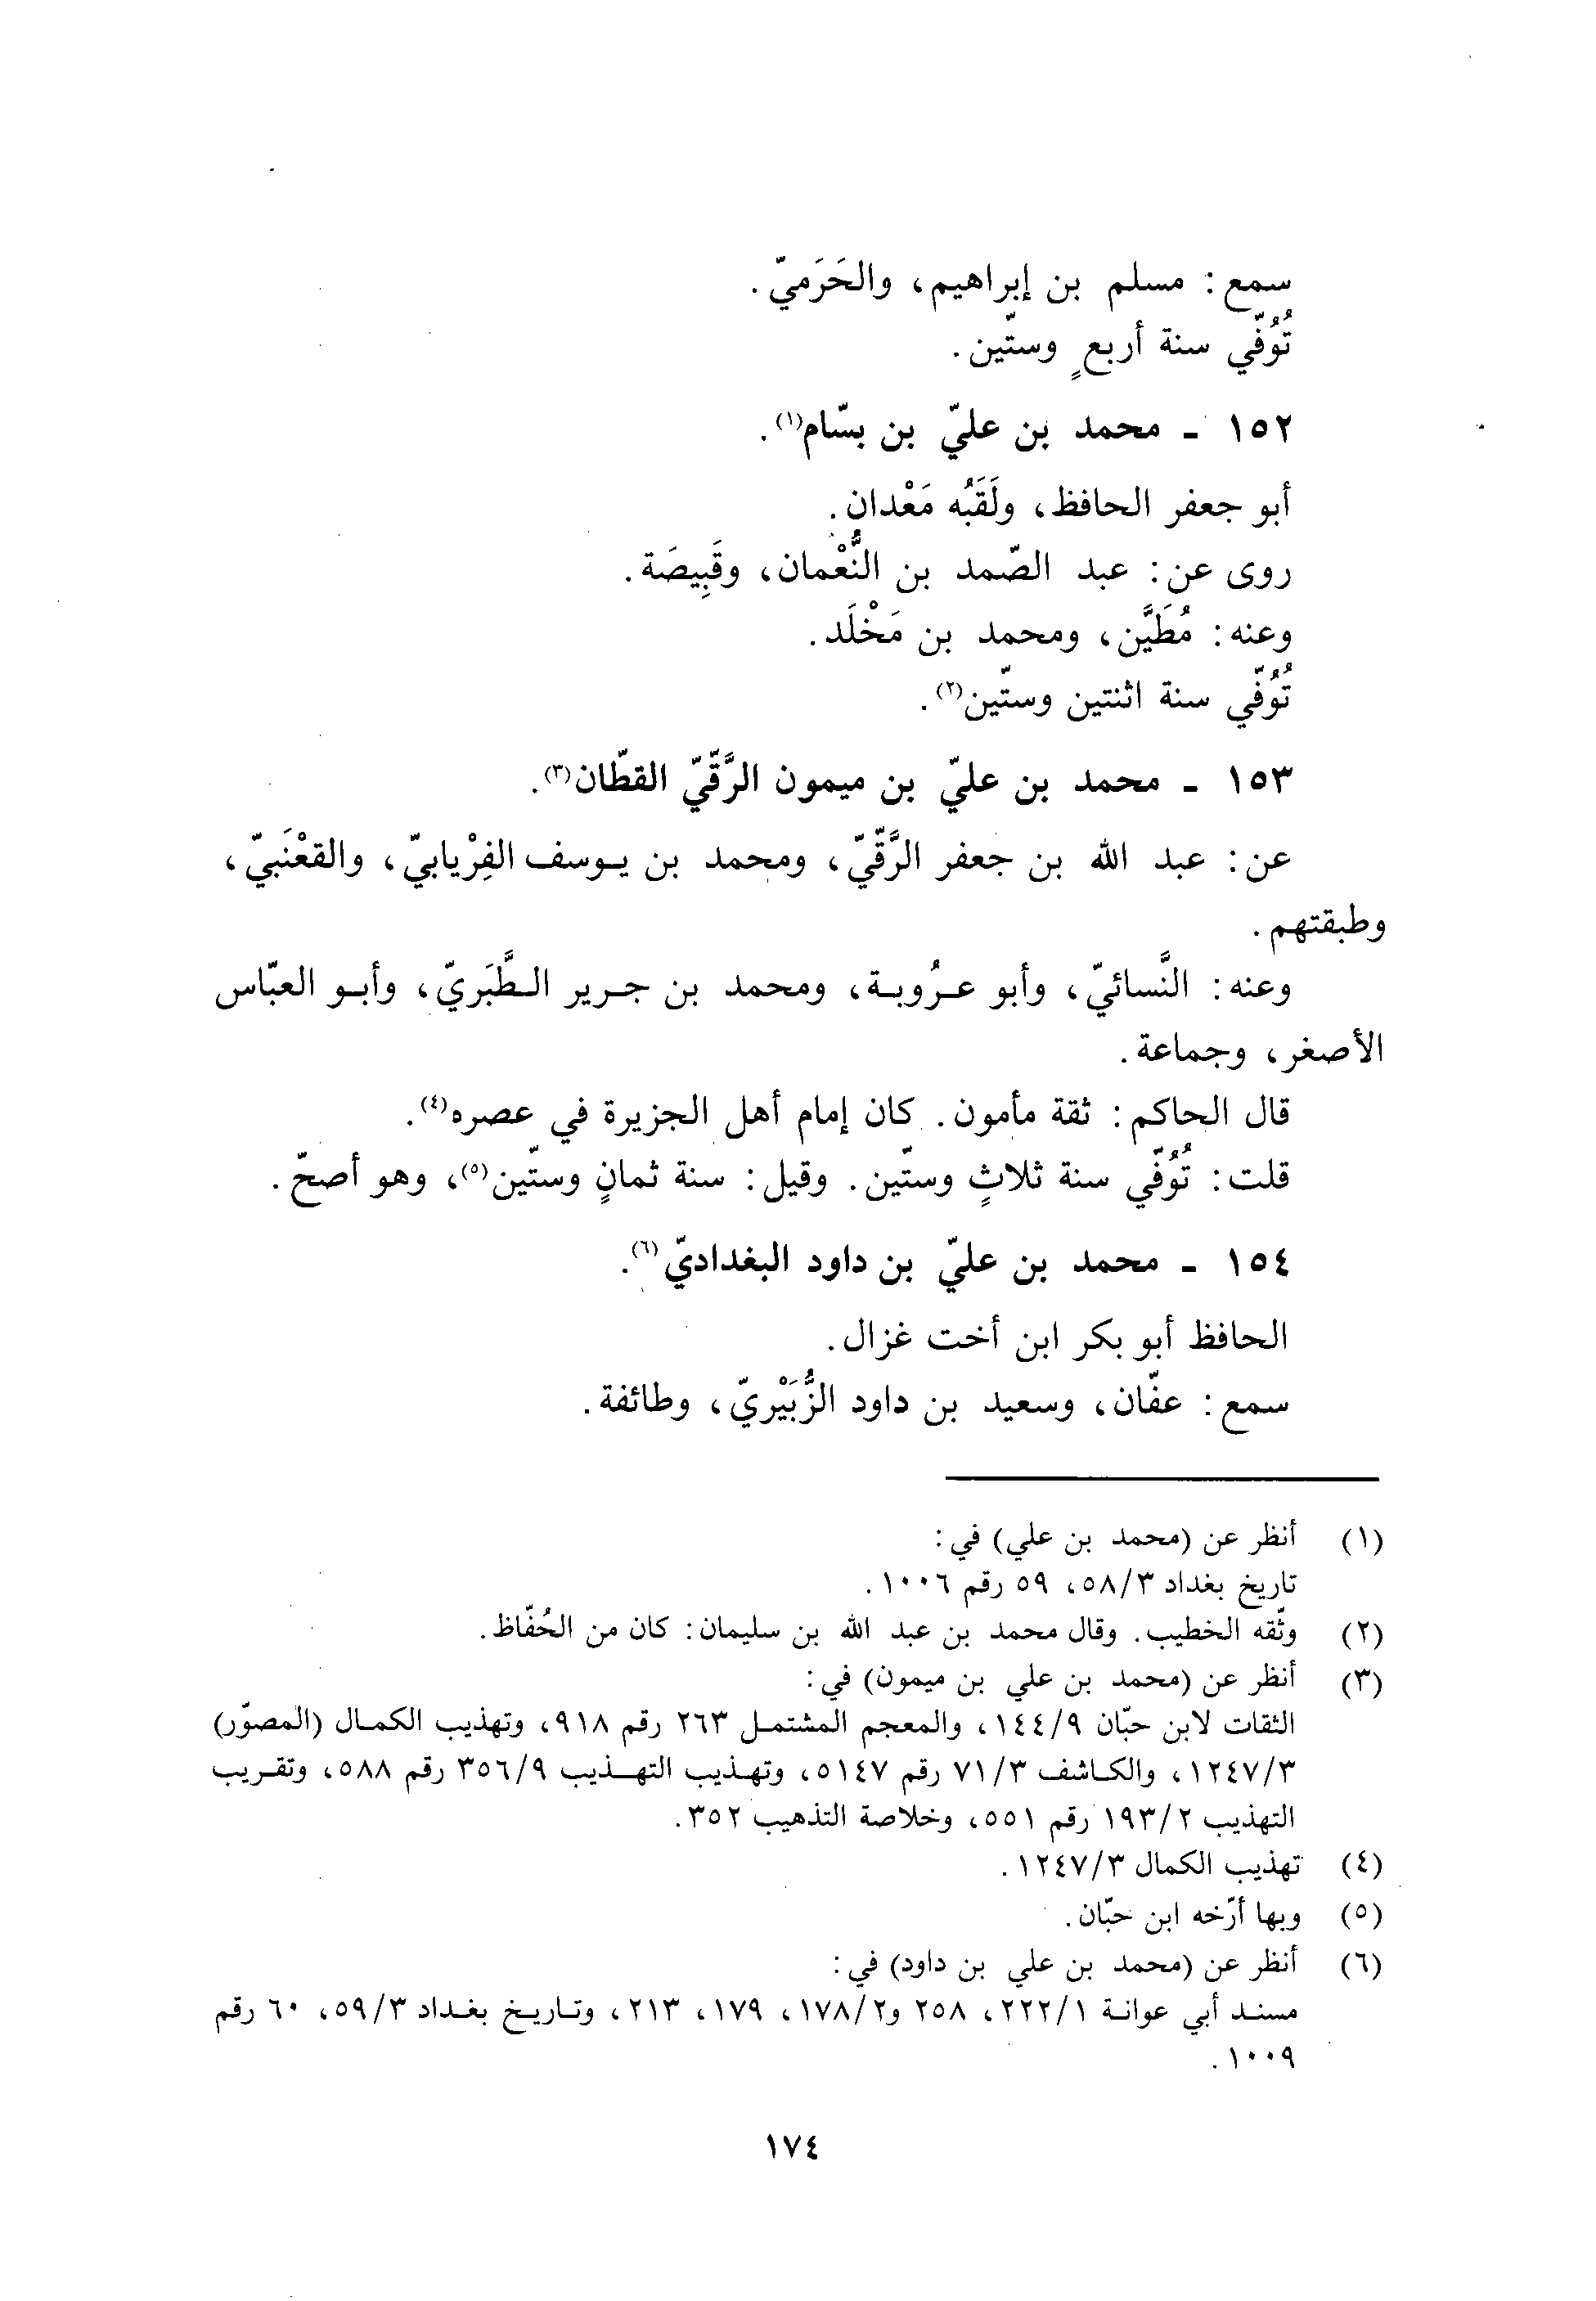 سمع: مسلم بن إبراهيم، والحَرَميّ.
تُوُفّي سنة أربعٍ وستّين.
١٥٢ - محمد بن عليّ بن بسّام(١).
أبو جعفر الحافظ، ولَقَبُه مَعْدان.
روى عن: عبد الصّمد بن النُّعْمان، وقَبِيصَة.
وعنه: مُطَيَّن، ومحمد بن مَخْلَد.
تُوُفّي سنة اثنتين وستّين(٢).
١٥٣ - محمد بن عليّ بن ميمون الرَّقّيّ القطّان(٣).
عن: عبد الله بن جعفر الرَّقّيّ، ومحمد بن يوسف الفِرْيابيّ، والقعْنَبيّ،
وطبقتهم.
وعنه: النَّسائيّ، وأبو عرُوبة، ومحمد بن جرير الطَّبَريّ، وأبو العبّاس
الأصغر، وجماعة.
قال الحاكم: ثقة مأمون. كان إمام أهل الجزيرة في عصره(٤).
قلت: تُوُفّي سنة ثلاثٍ وستّين. وقيل: سنة ثمانٍ وستّين(٥)، وهو أصحّ.
١٥٤ - محمد بن عليّ بن داود البغداديّ(٦).
الحافظ أبو بكر ابن أخت غزال.
سمع: عفّان، وسعيد بن داود الزُّبَيْريّ، وطائفة.
(١) أنظر عن (محمد بن علي) في:
تاريخ بغداد ٥٨/٣، ٥٩ رقم ١٠٠٦.
(٢) وثّقه الخطيب. وقال محمد بن عبد الله بن سليمان: كان من الحُفّاظ.
(٣) أنظر عن (محمد بن علي بن ميمون) في:
الثقات لابن حبّان ١٤٤/٩، والمعجم المشتمل ٢٦٣ رقم ٩١٨، وتهذيب الكمال (المصوّر)
١٢٤٧/٣، والكاشف ٧١/٣ رقم ٥١٤٧، وتهذيب التهذيب ٣٥٦/٩ رقم ٥٨٨، وتقريب
التهذيب ١٩٣/٢ رقم ٥٥١، وخلاصة التذهيب ٣٥٢.
(٤) تهذيب الكمال ١٢٤٧/٣.
(٥) وبها أرّخه ابن حبّان.
(٦) أنظر عن (محمد بن علي بن داود) في:
مسند أبي عوانة ٢٢٢/١، ٢٥٨ و١٧٨/٢، ١٧٩، ٢١٣، وتاريخ بغداد ٥٩/٣، ٦٠ رقم
١٠٠٩.
١٧٤